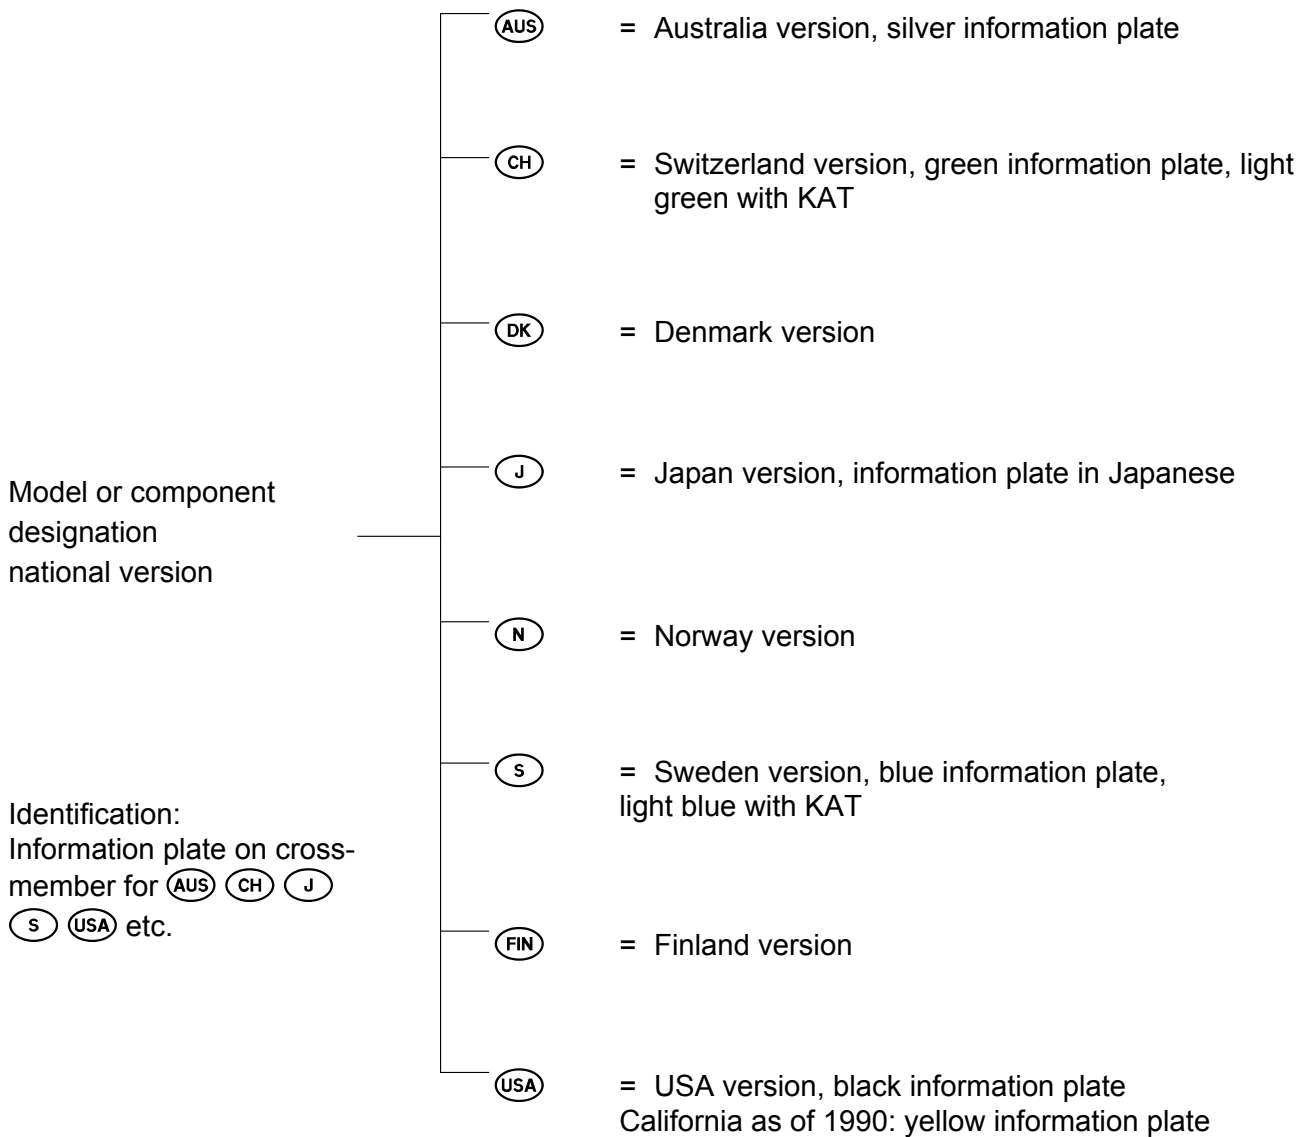 AUS = Australia version, silver information plate
CH = Switzerland version, green information plate, light
green with KAT
DK = Denmark version
J = Japan version, information plate in Japanese
Model or component
designation
national version
N = Norway version
S = Sweden version, blue information plate,
light blue with KAT
Identification:
Information plate on cross-
member for AUS CH J
S USA etc.
FIN = Finland version
USA = USA version, black information plate
California as of 1990: yellow information plate